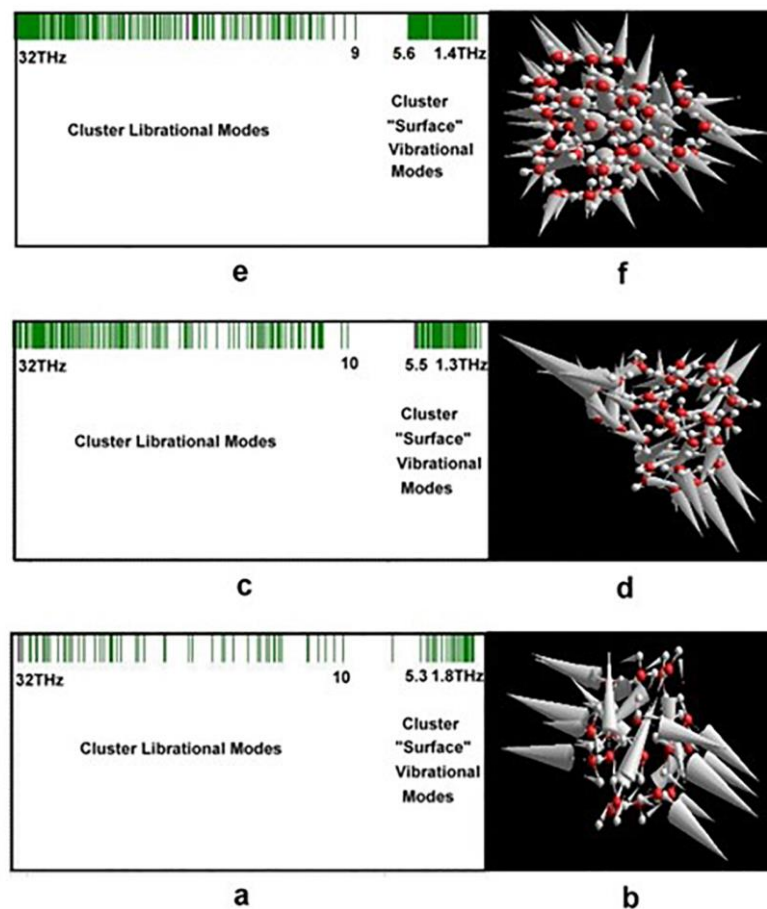 32THz 9 5.6 1.4THz
Cluster Librational Modes
Cluster
"Surface"
Vibrational
Modes
e f
32THz 10 5.5 1.3THz
Cluster Librational Modes
Cluster
"Surface"
Vibrational
Modes
c d
32THz 10 5.3 1.8THz
Cluster Librational Modes
Cluster
"Surface"
Vibrational
Modes
a b